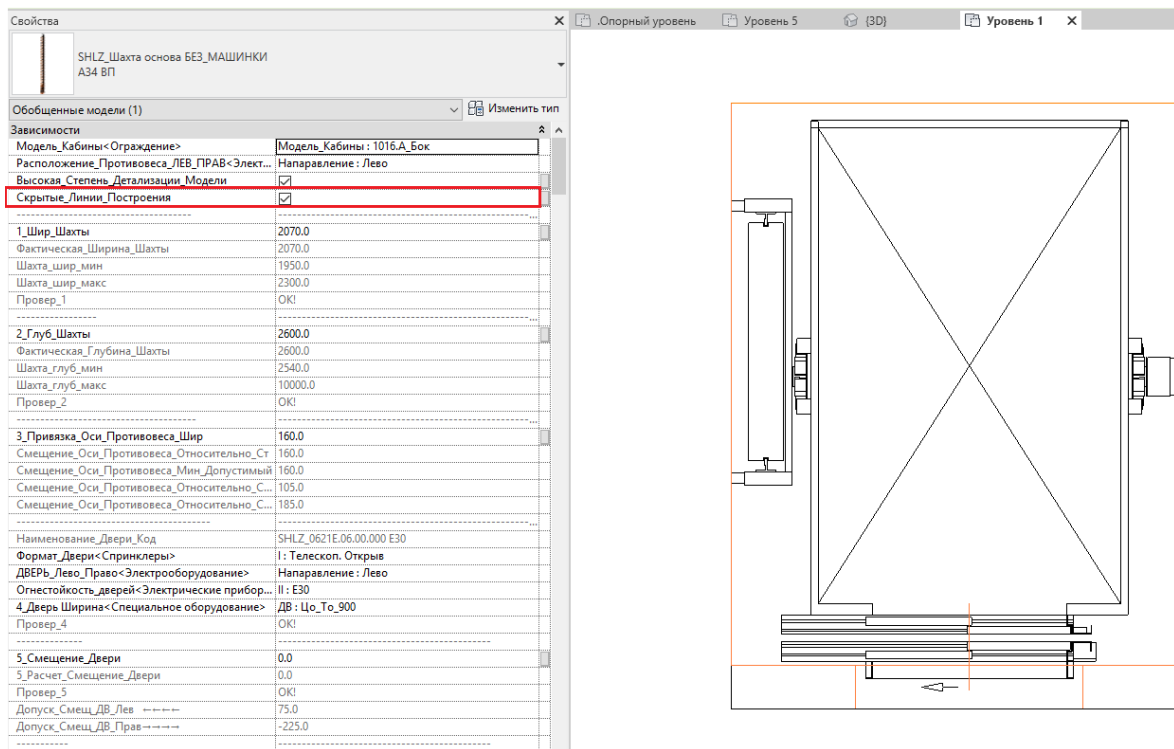 Свойства
.Опорный уровень
Уровень 5
{3D}
Уровень 1
SHLZ_Шахта основа БЕЗ_МАШИНКИ
А34 ВП
Обобщенные модели (1)
Изменить тип
Зависимости
Модель_Кабины<Ограждение> Модель_Кабины : 1016.А_Бок
Расположение_Противовеса_ЛЕВ_ПРАВ<Элект... Напаравление : Лево
Высокая_Степень_Детализации_Модели
Скрытые_Линии_Построения
1_Шир_Шахты 2070.0
Фактическая_Ширина_Шахты 2070.0
Шахта_шир_мин 1950.0
Шахта_шир_макс 2300.0
Провер_1 OK!
2_Глуб_Шахты 2600.0
Фактическая_Глубина_Шахты 2600.0
Шахта_глуб_мин 2540.0
Шахта_глуб_макс 10000.0
Провер_2 OK!
3_Привязка_Оси_Противовеса_Шир 160.0
Смещение_Оси_Противовеса_Относительно_Ст 160.0
Смещение_Оси_Противовеса_Мин_Допустимый 160.0
Смещение_Оси_Противовеса_Относительно_С... 105.0
Смещение_Оси_Противовеса_Относительно_С... 185.0
Наименование_Двери_Код SHLZ_0621E.06.00.000 E30
Формат_Двери<Спринклеры> I : Телескоп. Открыв
ДВЕРЬ_Лево_Право<Электрооборудование> Напаравление : Лево
Огнестойкость_дверей<Электрические прибор... II : E30
4_Дверь Ширина<Специальное оборудование> ДВ : Цо_То_900
Провер_4 OK!
5_Смещение_Двери 0.0
5_Расчет_Смещение_Двери 0.0
Провер_5 OK!
Допуск_Смещ_ДВ_Лев ←←←← 75.0
Допуск_Смещ_ДВ_Прав→→→→ -225.0